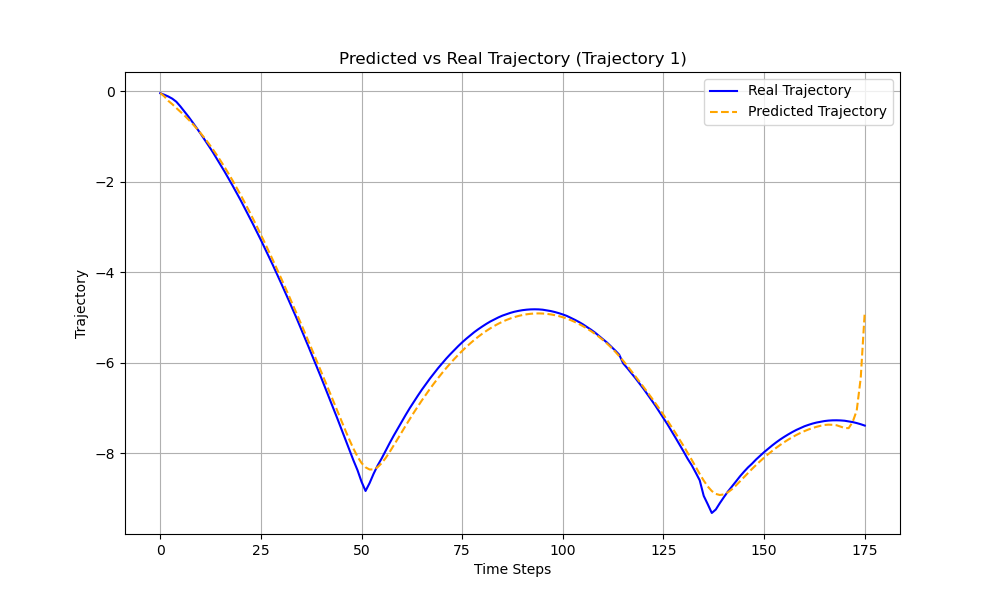 Predicted vs Real Trajectory (Trajectory 1)
Real Trajectory
Predicted Trajectory
Trajectory
0
−2
−4
−6
−8
0 25 50 75 100 125 150 175
Time Steps